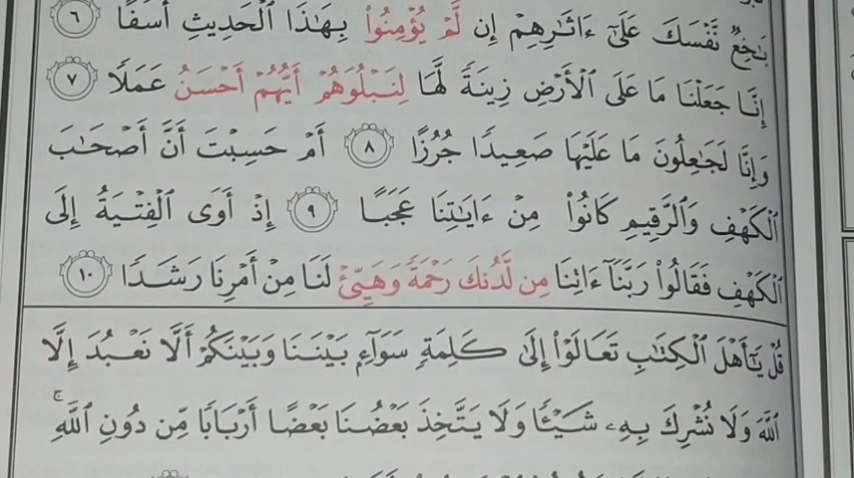 بَـٰخِعٌ نَّفْسَكَ عَلَىٰٓ ءَاثَـٰرِهِمْ إِن لَّمْ يُؤْمِنُوا۟ بِهَـٰذَا ٱلْحَدِيثِ أَسَفًا ٦
إِنَّا جَعَلْنَا مَا عَلَى ٱلْأَرْضِ زِينَةً لَّهَا لِنَبْلُوَهُمْ أَيُّهُمْ أَحْسَنُ عَمَلًا ٧
وَإِنَّا لَجَـٰعِلُونَ مَا عَلَيْهَا صَعِيدًا جُرُزًا ٨ أَمْ حَسِبْتَ أَنَّ أَصْحَـٰبَ
ٱلْكَهْفِ وَٱلرَّقِيمِ كَانُوا۟ مِنْ ءَايَـٰتِنَا عَجَبًا ٩ إِذْ أَوَى ٱلْفِتْيَةُ إِلَى
ٱلْكَهْفِ فَقَالُوا۟ رَبَّنَآ ءَاتِنَا مِن لَّدُنكَ رَحْمَةً وَهَيِّئْ لَنَا مِنْ أَمْرِنَا رَشَدًا ١٠
قُلْ يَـٰٓأَهْلَ ٱلْكِتَـٰبِ تَعَالَوْا۟ إِلَىٰ كَلِمَةٍ سَوَآءٍۭ بَيْنَنَا وَبَيْنَكُمْ أَلَّا نَعْبُدَ إِلَّا
ٱللَّهَ وَلَا نُشْرِكَ بِهِۦ شَيْـًٔا وَلَا يَتَّخِذَ بَعْضُنَا بَعْضًا أَرْبَابًا مِّن دُونِ ٱللَّهِ ۚ